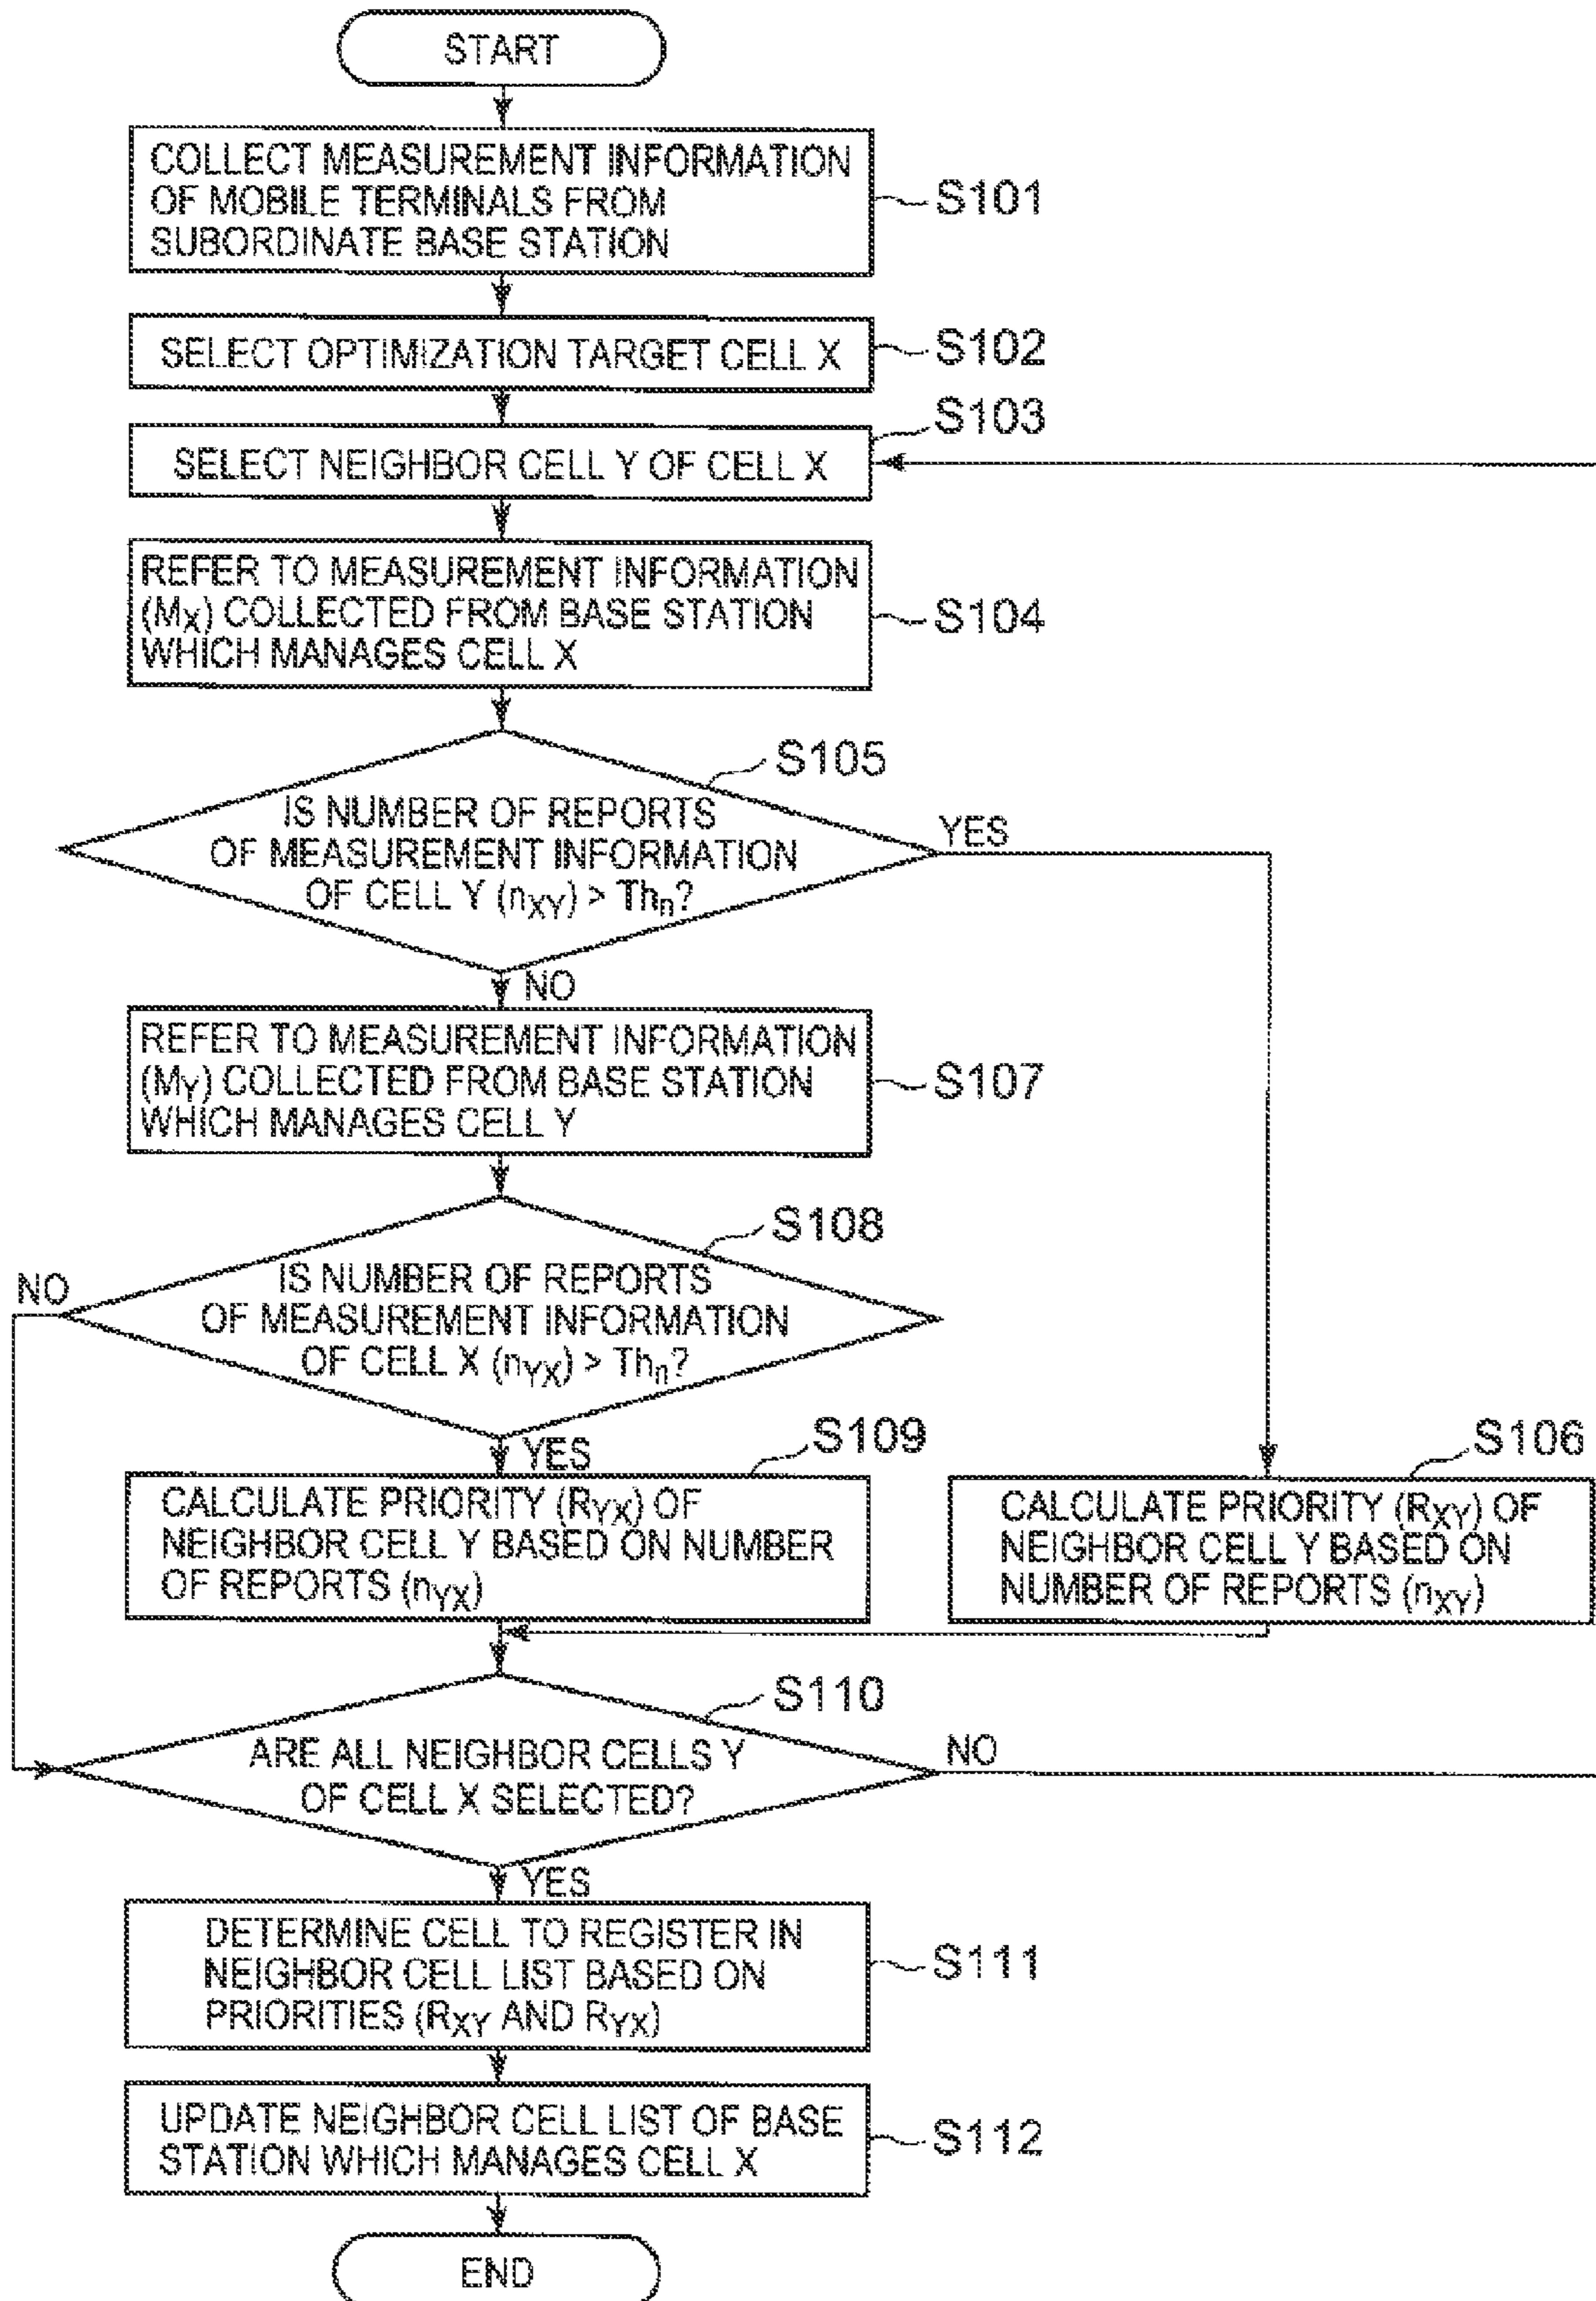 START
COLLECT MEASUREMENT INFORMATION
OF MOBILE TERMINALS FROM
SUBORDINATE BASE STATION
S101
SELECT OPTIMIZATION TARGET CELL X
S102
S103
SELECT NEIGHBOR CELL Y OF CELL X
REFER TO MEASUREMENT INFORMATION
(MX) COLLECTED FROM BASE STATION
WHICH MANAGES CELL X
S104
S105
IS NUMBER OF REPORTS
OF MEASUREMENT INFORMATION
OF CELL Y (nXY) > Thn?
YES
NO
REFER TO MEASUREMENT INFORMATION
(MY) COLLECTED FROM BASE STATION
WHICH MANAGES CELL Y
S107
S108
IS NUMBER OF REPORTS
OF MEASUREMENT INFORMATION
OF CELL X (nYX) > Thn?
NO
YES
S109
CALCULATE PRIORITY (RYX) OF
NEIGHBOR CELL Y BASED ON NUMBER
OF REPORTS (nYX)
S106
CALCULATE PRIORITY (RXY) OF
NEIGHBOR CELL Y BASED ON
NUMBER OF REPORTS (nXY)
S110
ARE ALL NEIGHBOR CELLS Y
OF CELL X SELECTED?
NO
YES
DETERMINE CELL TO REGISTER IN
NEIGHBOR CELL LIST BASED ON
PRIORITIES (RXY AND RYX)
S111
UPDATE NEIGHBOR CELL LIST OF BASE
STATION WHICH MANAGES CELL X
S112
END